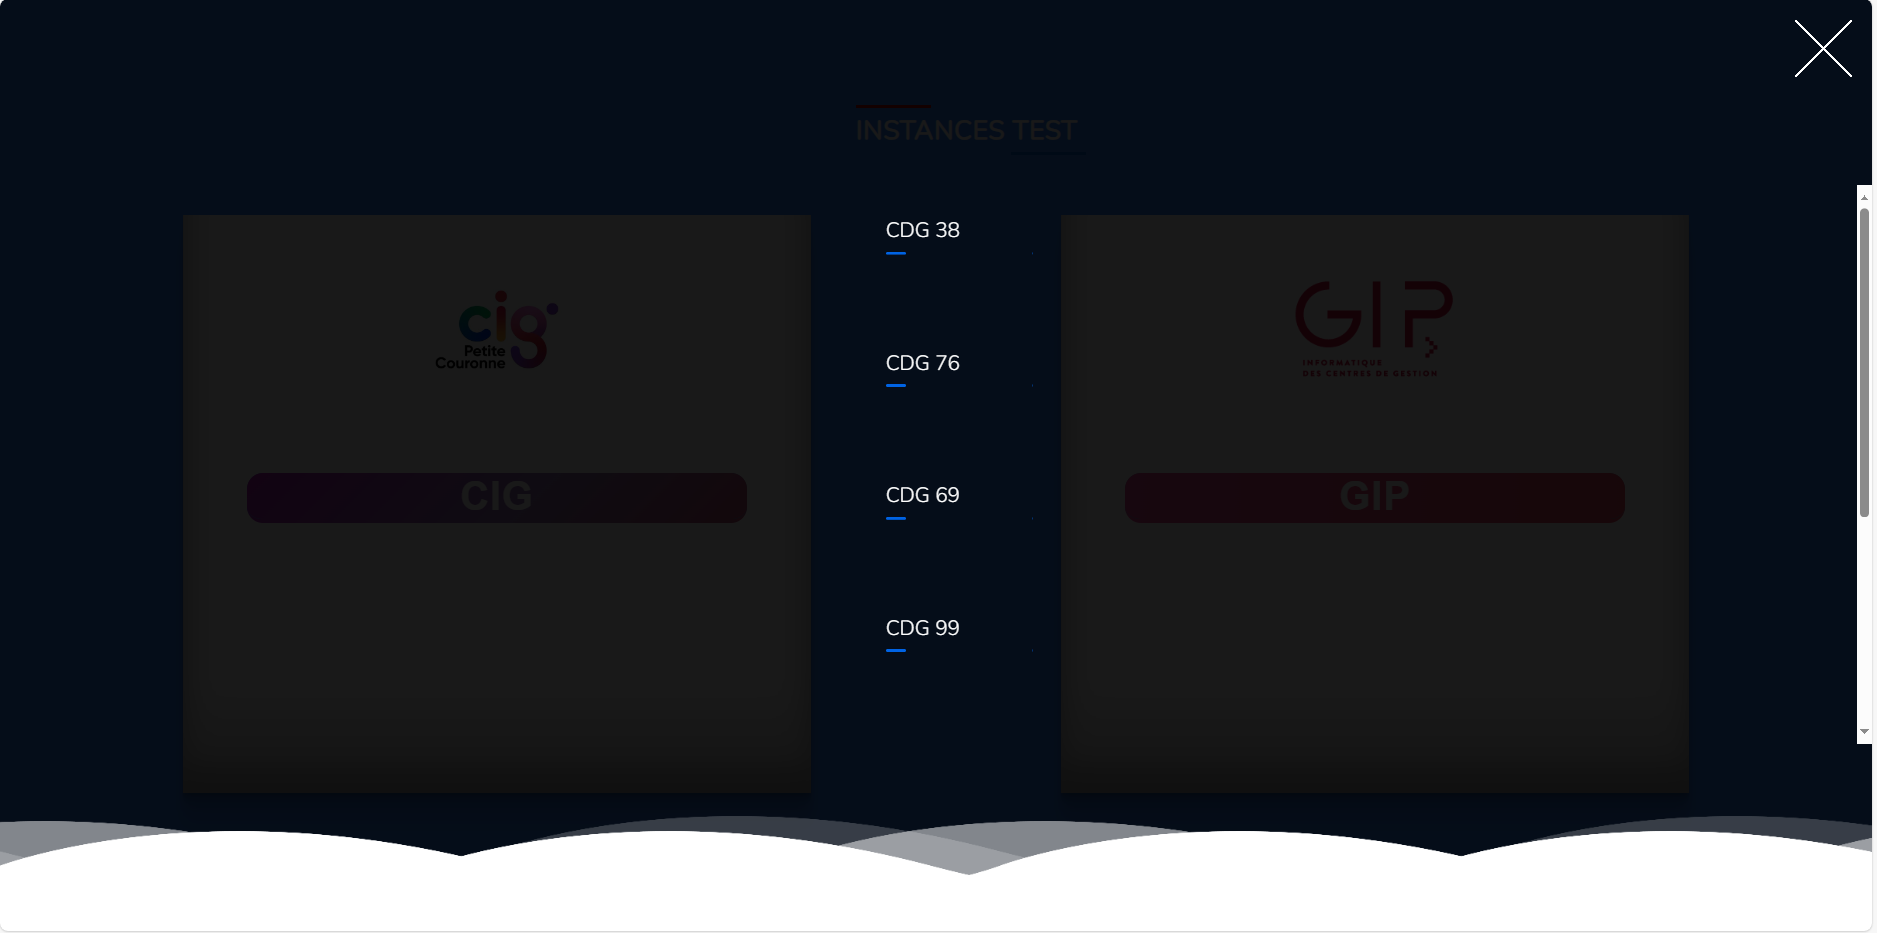 INSTANCES TEST
cig
Petite
Couronne
CIG
CDG 38
CDG 76
CDG 69
CDG 99
GIP
INFORMATIQUE
DES CENTRES DE GESTION
GIP